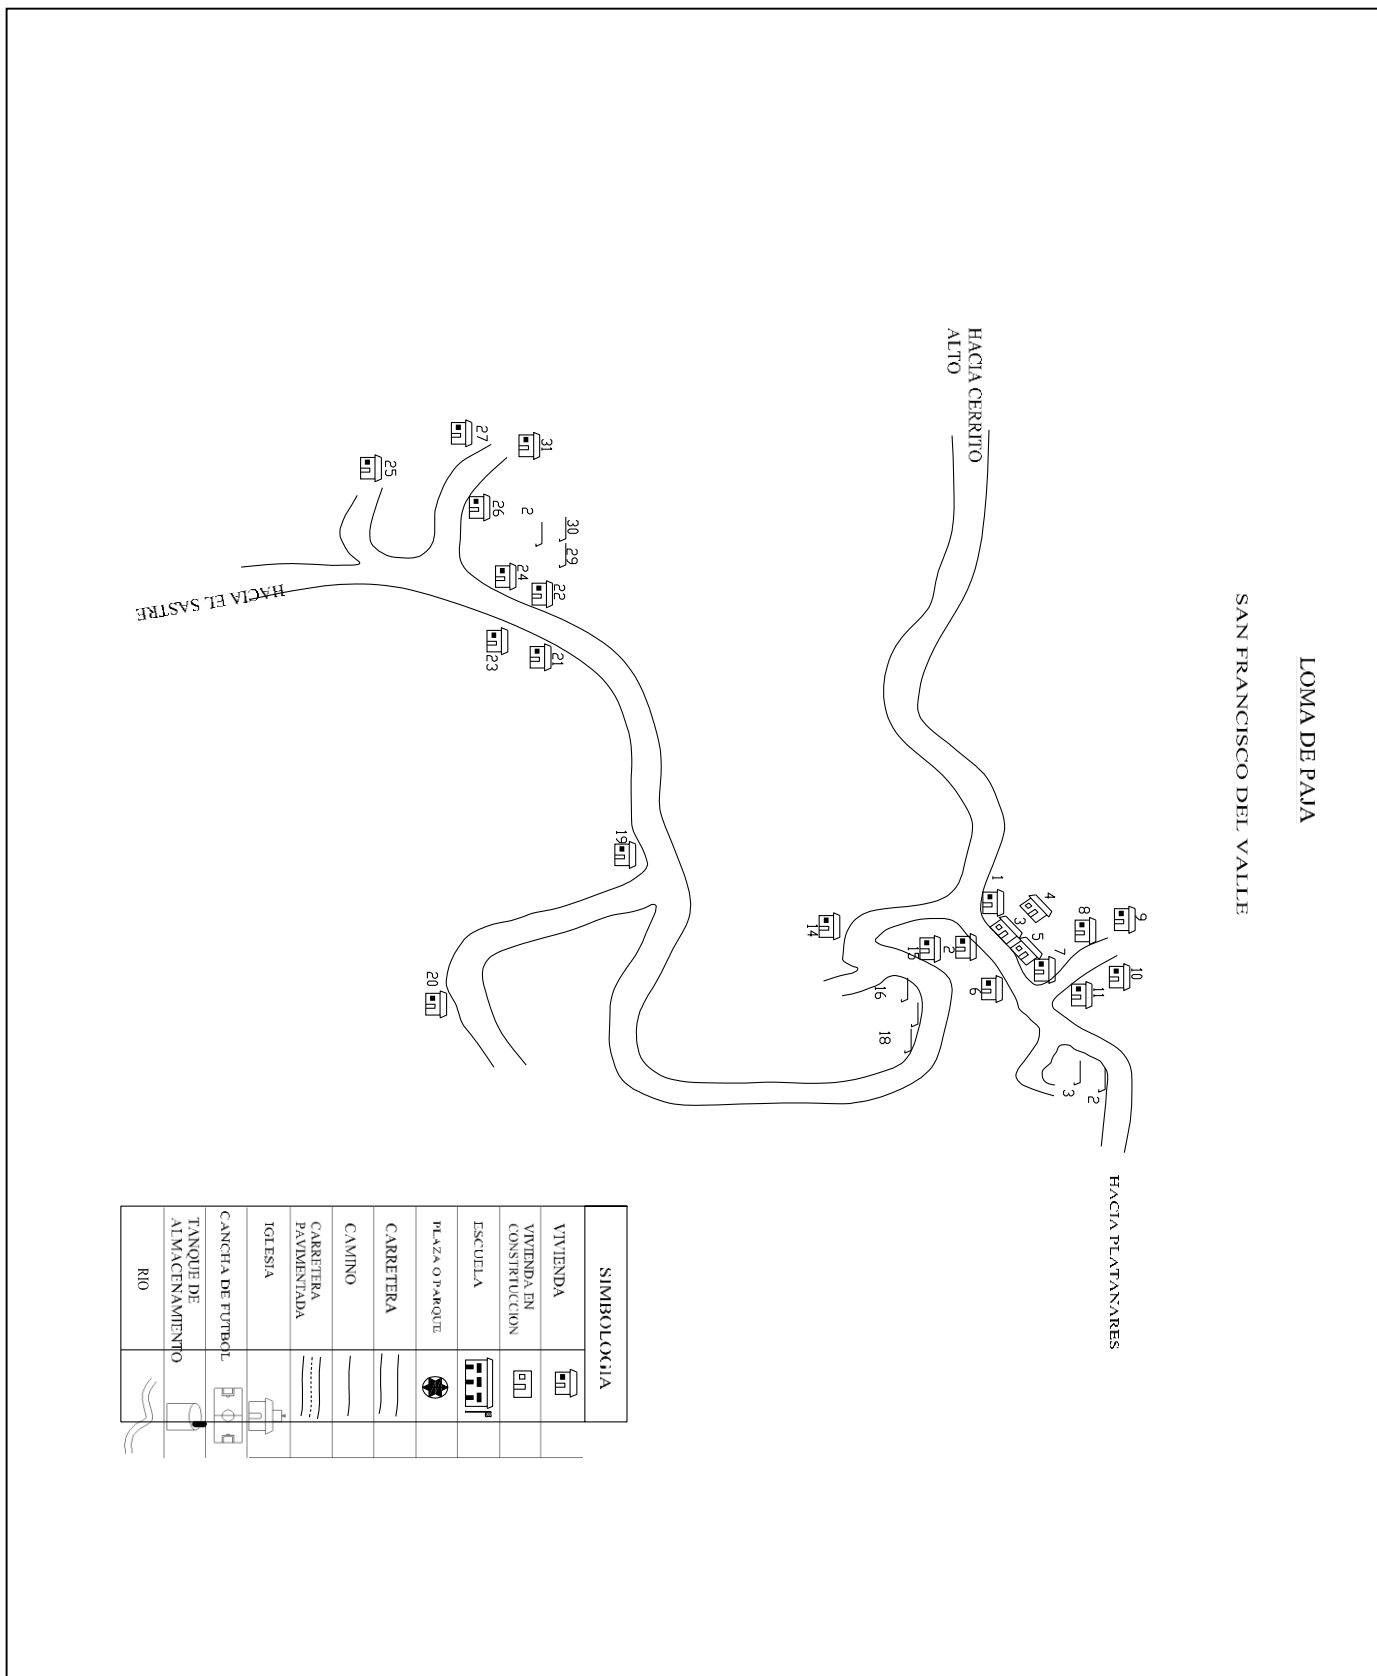 LOMA DE PAJA
SAN FRANCISCO DEL VALLE
HACIA CERRITO
ALTO
HACIA PLATANARES
HACIA EL SASTRE
9
8
10
4
11
7
5
3
1
2
6
15
14
16
18
2
3
31
27
25
26
2
30
29
24
22
23
21
19
20
SIMBOLOGIA
VIVIENDA
VIVIENDA EN
CONSTRTUCCION
ESCUELA
PLAZA O PARQUE
CARRETERA
CAMINO
CARRETERA
PAVIMENTADA
IGLESIA
CANCHA DE FUTBOL
TANQUE DE
ALMACENAMIENTO
RIO